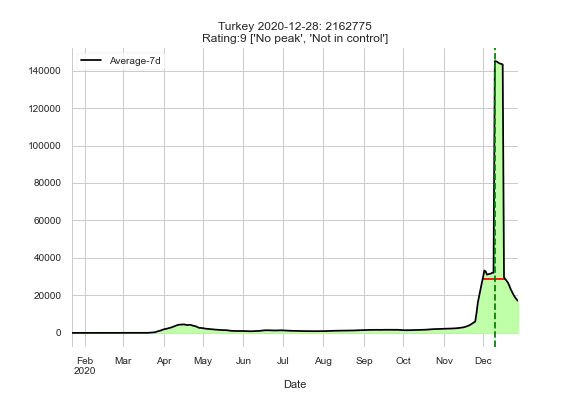 Turkey 2020-12-28: 2162775
Rating:9 ['No peak', 'Not in control']
Average-7d
140000
120000
100000
80000
60000
40000
20000
0
Feb Mar Apr May Jun Jul Aug Sep Oct Nov Dec
2020
Date